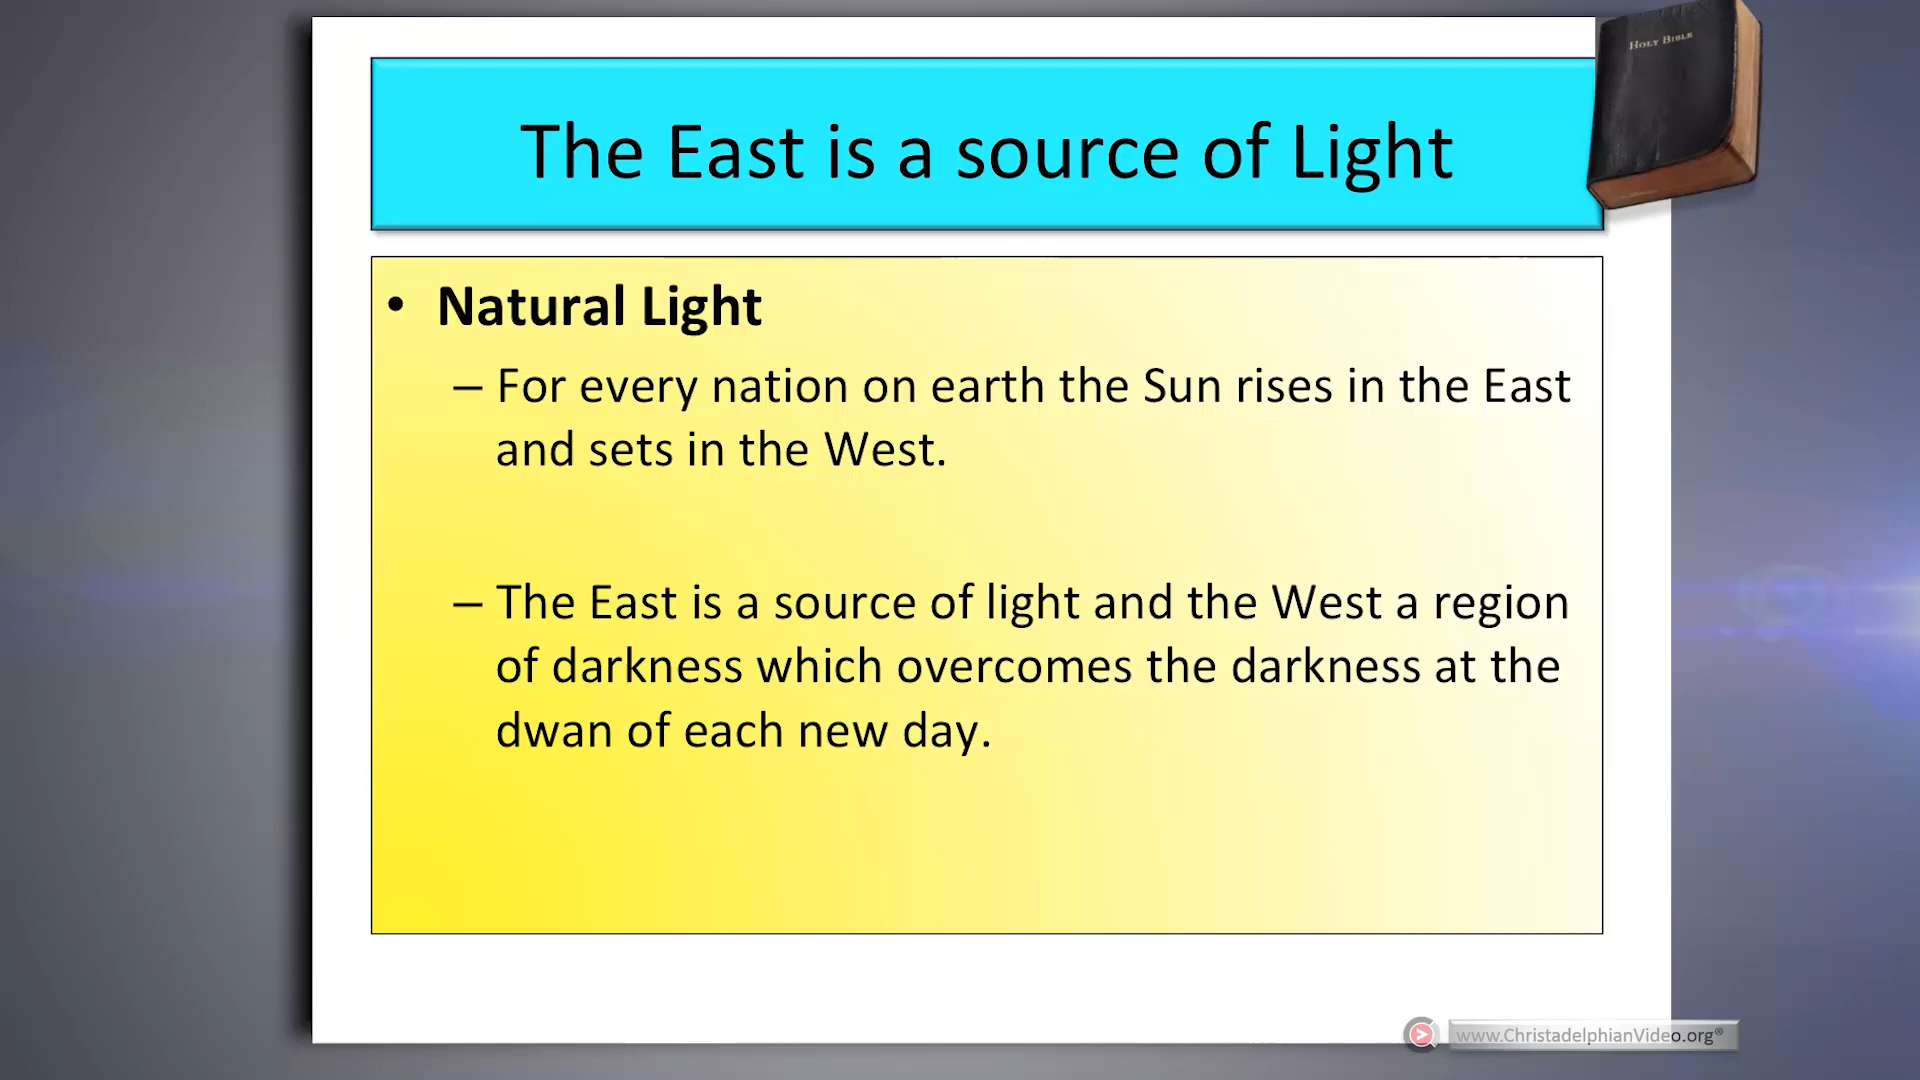 HOLY BIBLE
The East is a source of Light
• Natural Light
– For every nation on earth the Sun rises in the East
and sets in the West.
– The East is a source of light and the West a region
of darkness which overcomes the darkness at the
dwan of each new day.
www.ChristadelphianVideo.org®